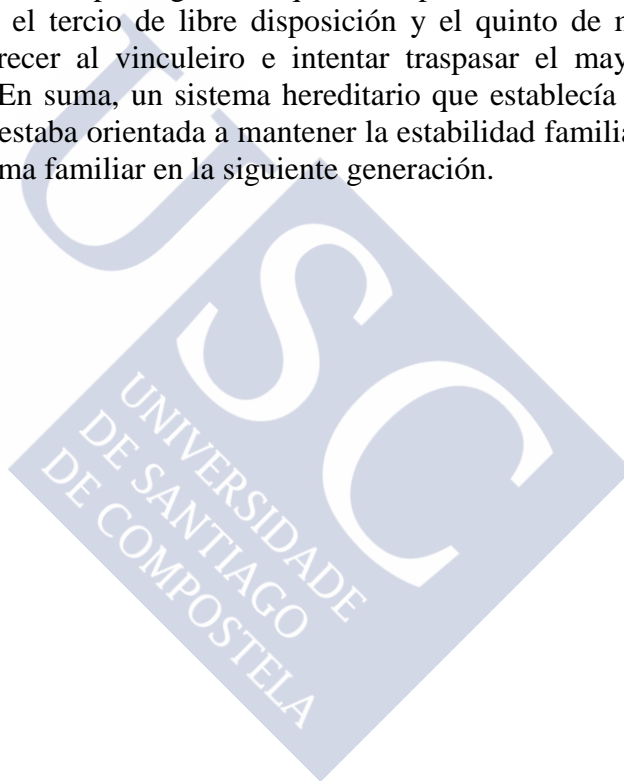 el tercio de libre disposición y el quinto de
recer al vinculeiro e intentar traspasar el may
En suma, un sistema hereditario que establecía
estaba orientada a mantener la estabilidad familia
ma familiar en la siguiente generación.
USC
UNIVERSIDADE
DE SANTIAGO
DE COMPOSTELA